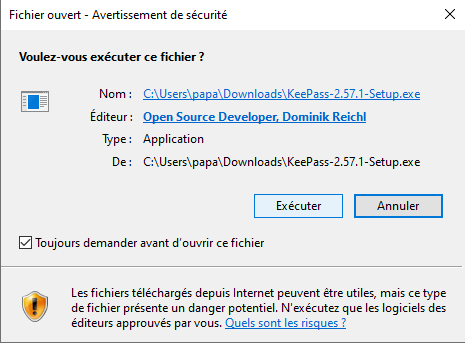 Fichier ouvert - Avertissement de sécurité
Voulez-vous exécuter ce fichier ?
Nom : C:\Users\papa\Downloads\KeePass-2.57.1-Setup.exe
Éditeur : Open Source Developer, Dominik Reichl
Type : Application
De : C:\Users\papa\Downloads\KeePass-2.57.1-Setup.exe
Exécuter Annuler
Toujours demander avant d'ouvrir ce fichier
Les fichiers téléchargés depuis Internet peuvent être utiles, mais ce type
de fichier présente un danger potentiel. N'exécutez que les logiciels des
éditeurs approuvés par vous. Quels sont les risques ?